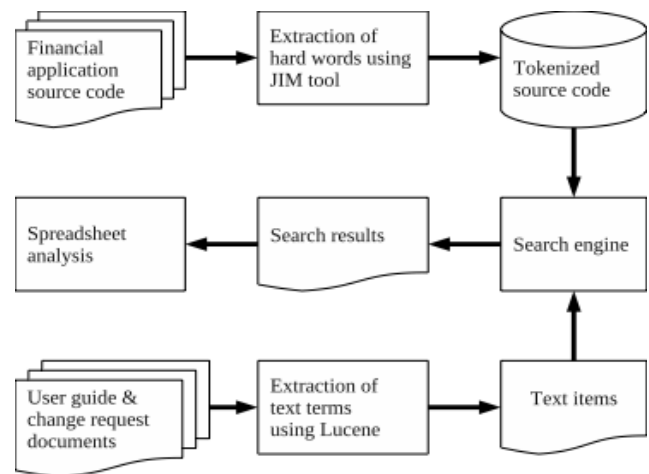 Financial
application
source code
Extraction of
hard words using
JIM tool
Tokenized
source code
Spreadsheet
analysis
Search results
Search engine
User guide &
change request
documents
Extraction of
text terms
using Lucene
Text items